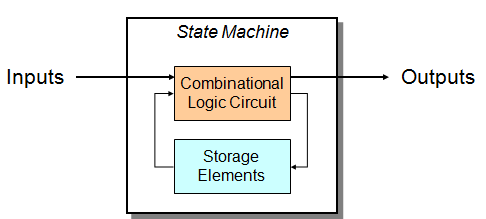 State Machine
Inputs
Outputs
Combinational
Logic Circuit
Storage
Elements